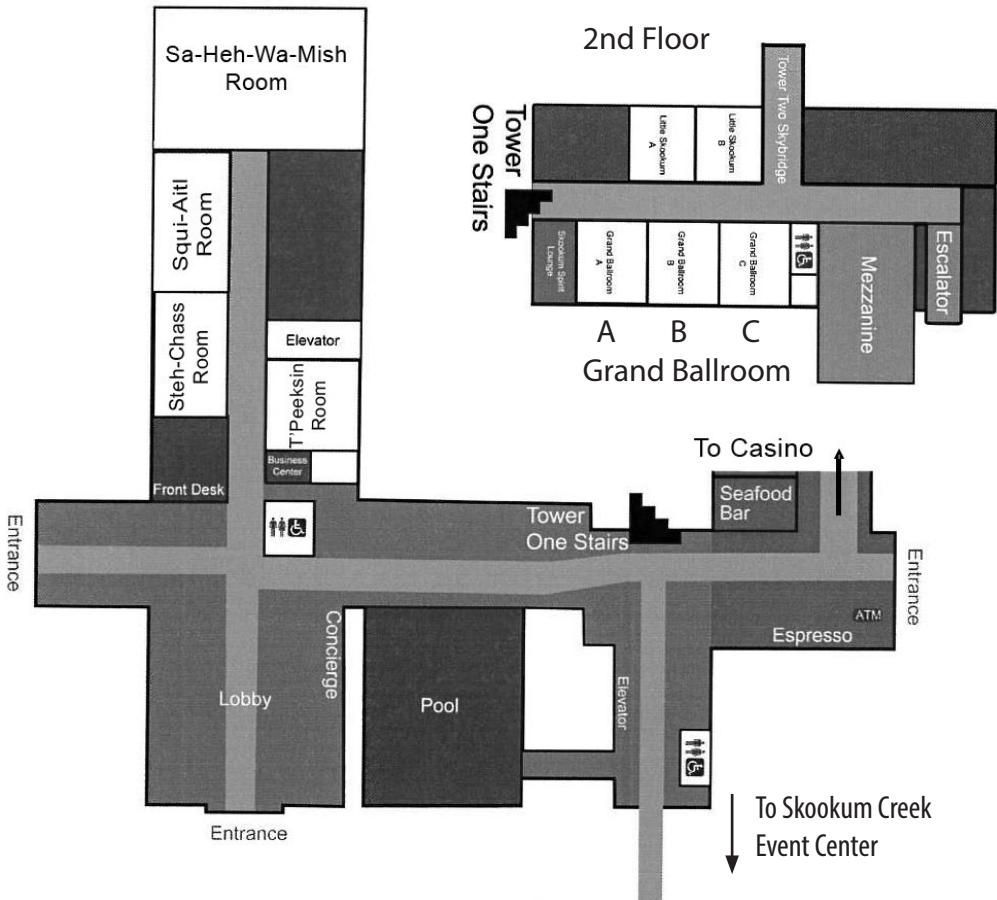 Sa-Heh-Wa-Mish
Room
Squi-Aitl
Room
Steh-Chass
Room
Elevator
T'Peeksin
Room
Business
Center
Front Desk
Entrance
Tower
One Stairs
Concierge
Lobby
Entrance
Pool
Elevator
Seafood
Bar
To Casino
Entrance
ATM
Espresso
To Skookum Creek
Event Center
2nd Floor
Tower
One Stairs
Little Skookum
A
Little Skookum
B
Tower Two Skybridge
Skookum Spirit
Lounge
Grand Ballroom
A
Grand Ballroom
B
Grand Ballroom
C
Mezzanine
Escalator
A B C
Grand Ballroom